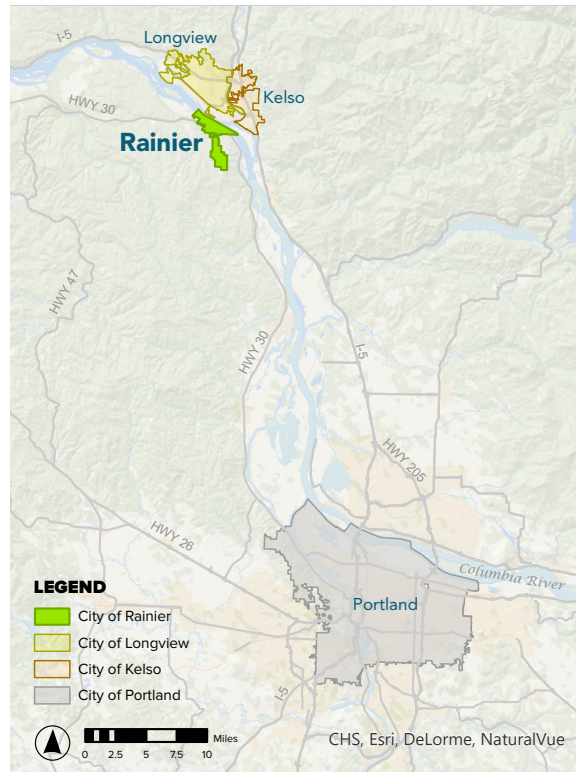 I-5
Longview
HWY 30
Kelso
Rainier
HWY 47
HWY 30
I-5
HWY 205
HWY 26
Columbia River
Portland
I-5
LEGEND
City of Rainier
City of Longview
City of Kelso
City of Portland
Miles
0 2.5 5 7.5 10
CHS, Esri, DeLorme, NaturalVue